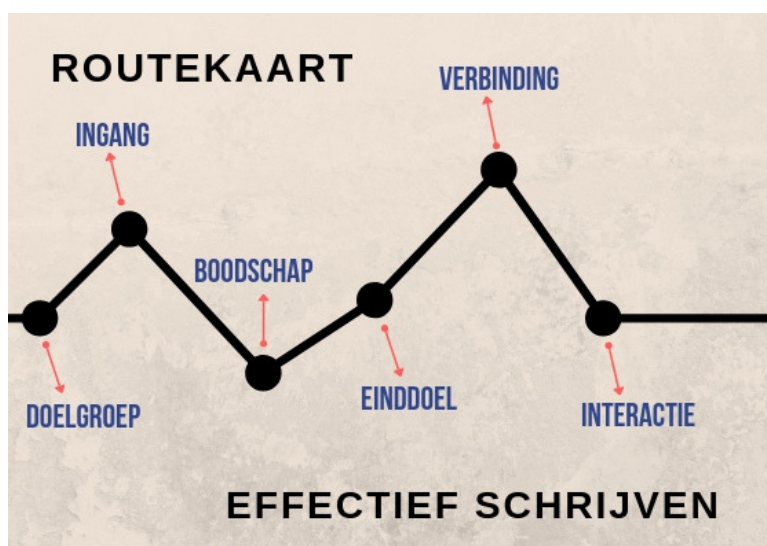 ROUTEKAART
VERBINDING
INGANG
BOODSCHAP
EINDDOEL
DOELGROEP
INTERACTIE
EFFECTIEF SCHRIJVEN